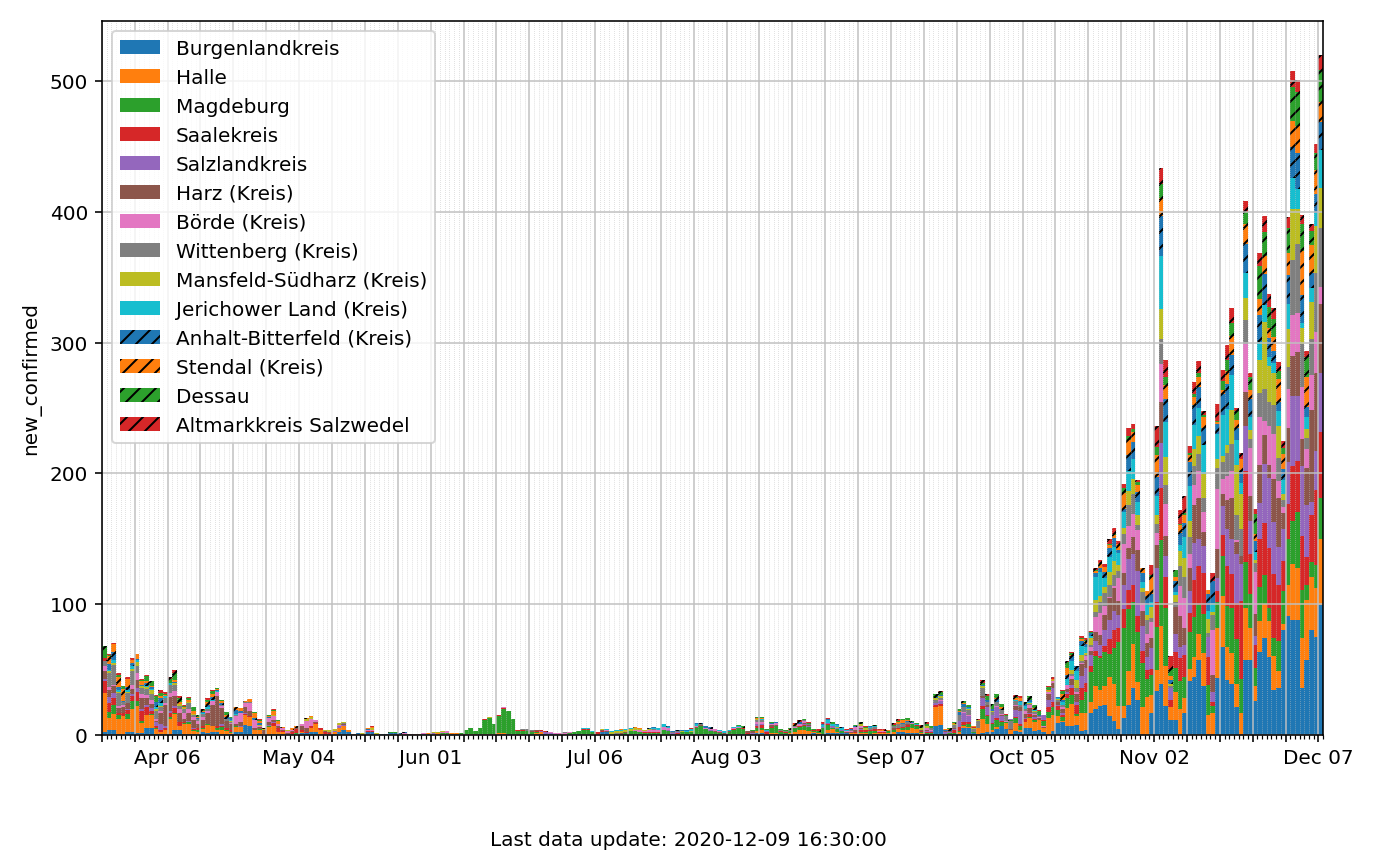 Burgenlandkreis
Halle
Magdeburg
Saalekreis
Salzlandkreis
Harz (Kreis)
Börde (Kreis)
Wittenberg (Kreis)
Mansfeld-Südharz (Kreis)
Jerichower Land (Kreis)
Anhalt-Bitterfeld (Kreis)
Stendal (Kreis)
Dessau
Altmarkkreis Salzwedel
new_confirmed
500
400
300
200
100
0
Apr 06 May 04 Jun 01 Jul 06 Aug 03 Sep 07 Oct 05 Nov 02 Dec 07
Last data update: 2020-12-09 16:30:00